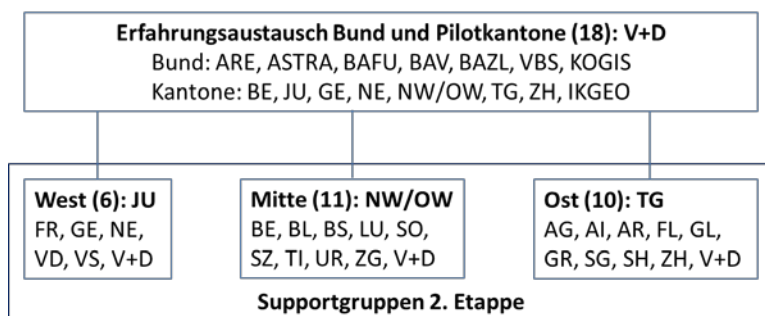 Erfahrungsaustausch Bund und Pilotkantone (18): V+D
Bund: ARE, ASTRA, BAFU, BAV, BAZL, VBS, KOGIS
Kantone: BE, JU, GE, NE, NW/OW, TG, ZH, IKGEO
West (6): JU
FR, GE, NE,
VD, VS, V+D
Mitte (11): NW/OW
BE, BL, BS, LU, SO,
SZ, TI, UR, ZG, V+D
Ost (10): TG
AG, AI, AR, FL, GL,
GR, SG, SH, ZH, V+D
Supportgruppen 2. Etappe